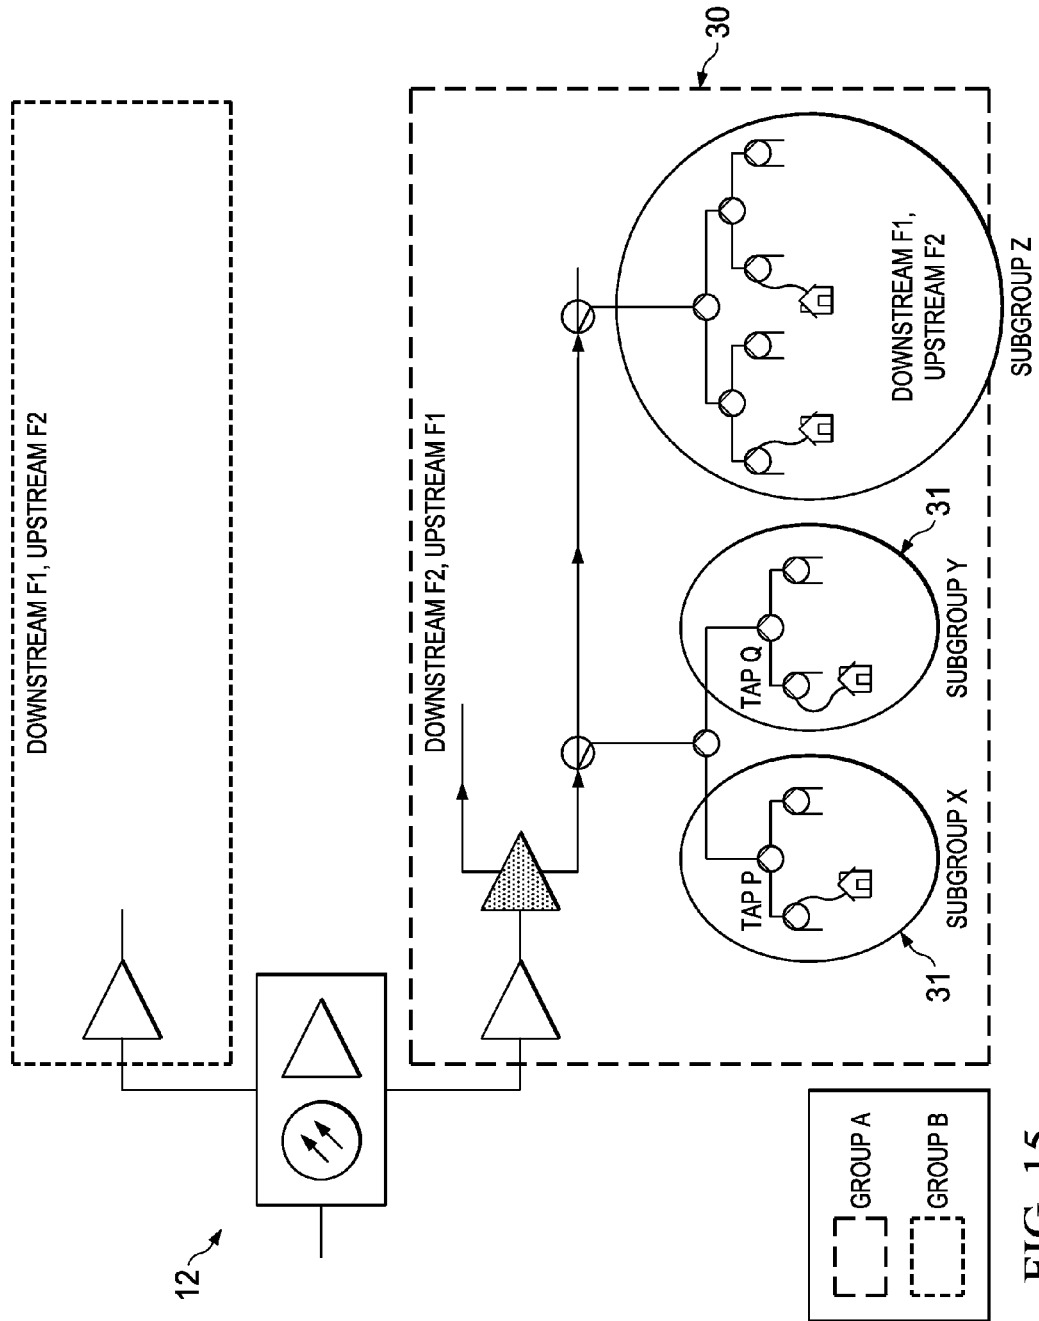 DOWNSTREAM F1, UPSTREAM F2
12
DOWNSTREAM F2, UPSTREAM F1
30
TAP P
TAP Q
DOWNSTREAM F1,
UPSTREAM F2
31
SUBGROUP X
SUBGROUP Y
31
SUBGROUP Z
GROUP A
GROUP B
FIG. 15